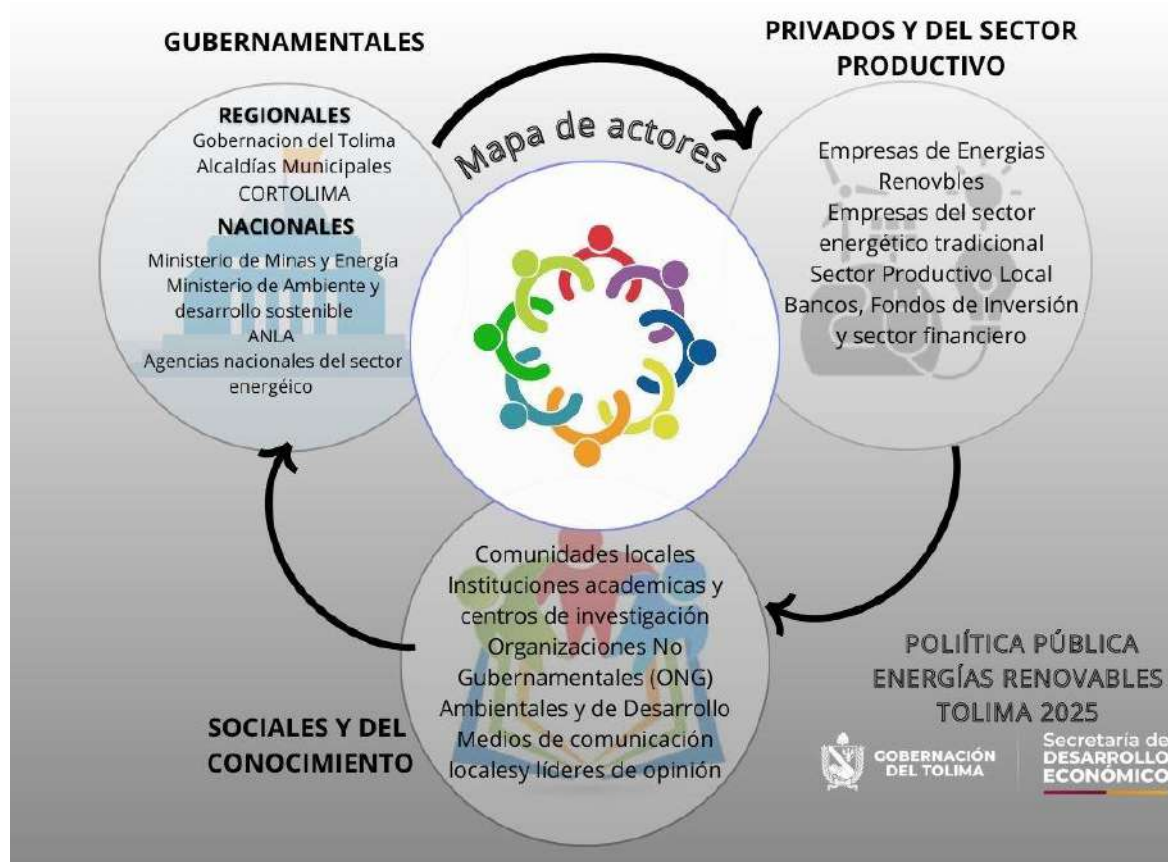 GUBERNAMENTALES
REGIONALES
Gobernacion del Tolima
Alcaldías Municipales
CORTOLIMA
NACIONALES
Ministerio de Minas y Energía
Ministerio de Ambiente y
desarrollo sostenible
ANLA
Agencias nacionales del sector
energéico
Mapa de actores
PRIVADOS Y DEL SECTOR
PRODUCTIVO
Empresas de Energias
Renovbles
Empresas del sector
energético tradicional
Sector Productivo Local
Bancos, Fondos de Inversión
y sector financiero
SOCIALES Y DEL
CONOCIMIENTO
Comunidades locales
Instituciones academicas y
centros de investigación
Organizaciones No
Gubernamentales (ONG)
Ambientales y de Desarrollo
Medios de comunicación
localesy líderes de opinión
POLIÍTICA PÚBLICA
ENERGÍAS RENOVABLES
TOLIMA 2025
GOBERNACIÓN
DEL TOLIMA
Secretaría de
DESARROLLO
ECONÓMICO